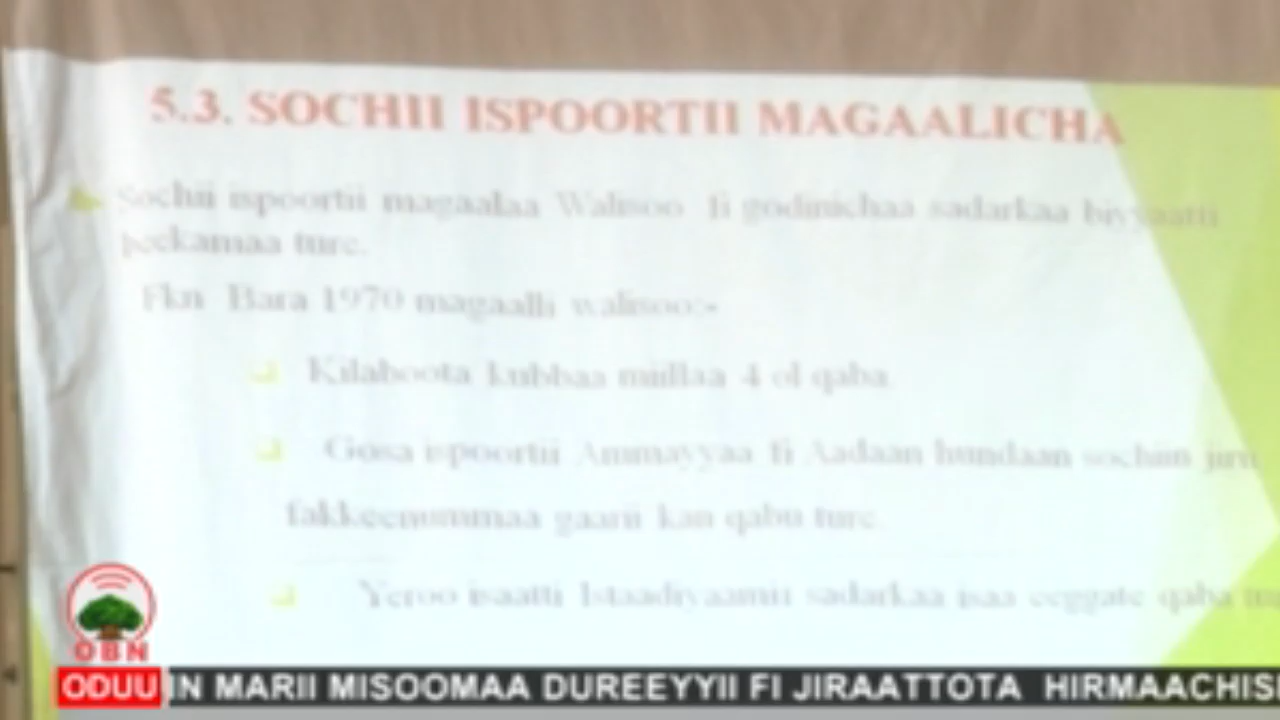 5.3. SOCHII ISPOORTII MAGAALICHA
Sochii ispoortii magaalaa Walisoo fi godinichaa sadarkaa biyyaatti
beekamaa ture.
Fkn Bara 1970 magaalli walisoo:-
Kilaboota kubbaa miillaa 4 ol qaba
Gosa ispoortii Ammayyaa fi Aadaan hundaan sochiin jiru
fakkeenummaa gaarii kan qabu ture
Yeroo isaatti Istaadiyaamii sadarkaa isaa eeggate qaba
OBN
ODUU IN MARII MISOOMAA DUREEYYII FI JIRAATTOTA HIRMAACHIS